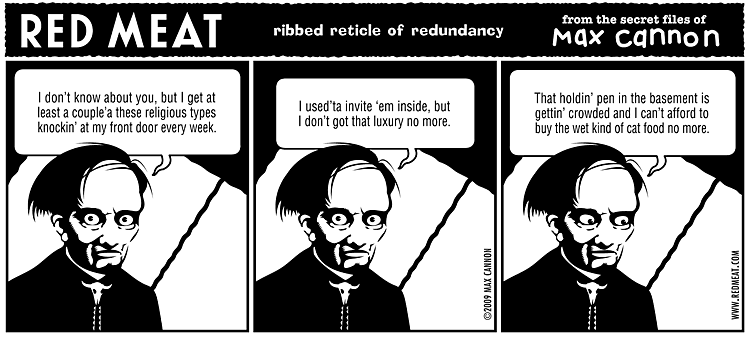 RED MEAT
ribbed reticle of redundancy
from the secret files of
Max cannon
I don't know about you, but I get at
least a couple'a these religious types
knockin' at my front door every week.
I used'ta invite 'em inside, but
I don't got that luxury no more.
©2009 MAX CANNON
That holdin' pen in the basement is
gettin' crowded and I can't afford to
buy the wet kind of cat food no more.
WWW.REDMEAT.COM